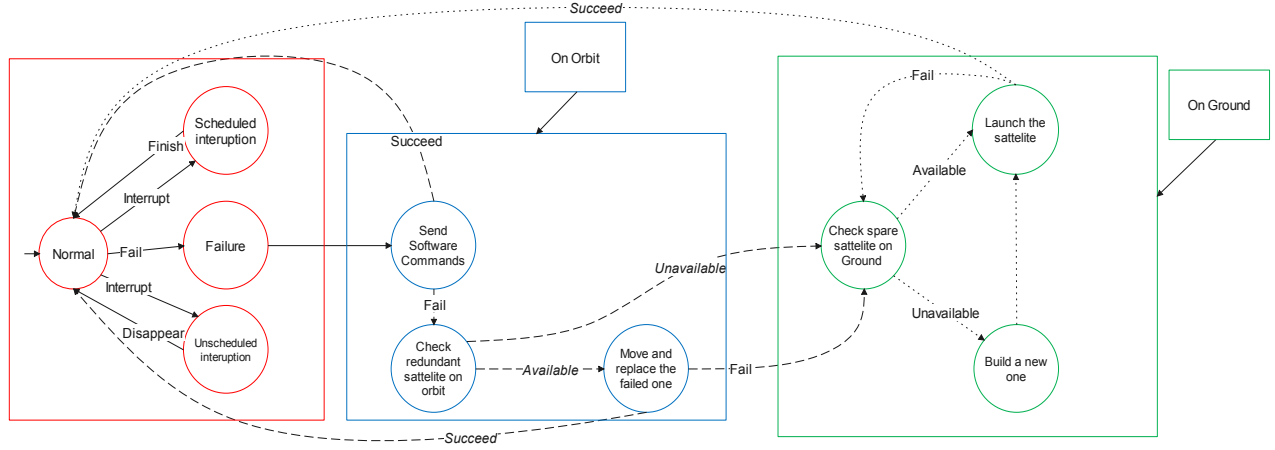 Succeed
On Orbit
On Ground
Scheduled
interuption
Finish
Interrupt
Normal
Fail
Failure
Interrupt
Disappear
Unscheduled
interuption
Succeed
Send
Software
Commands
Fail
Check
redundant
sattelite on
orbit
Available
Move and
replace the
failed one
Unavailable
Fail
Succeed
Fail
Launch the
sattelite
Available
Check spare
sattelite on
Ground
Unavailable
Build a new
one